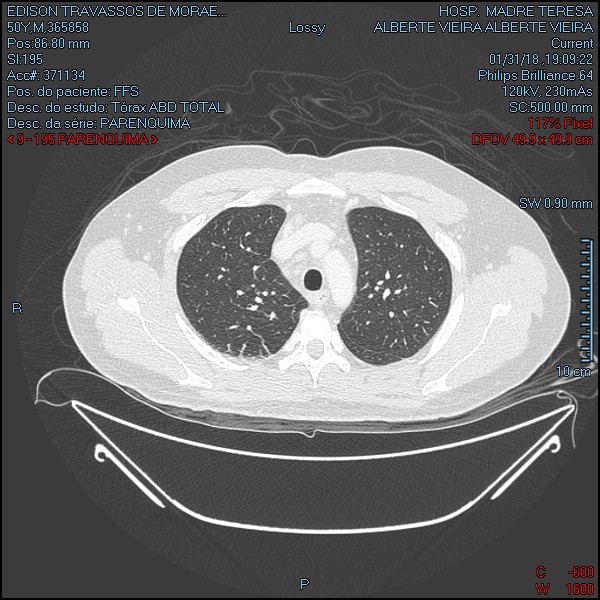 EDISON TRAVASSOS DE MORAE...
50Y,M,365858
Pos:86.80 mm
SI:195
Acc#: 371134
Pos. do paciente: FFS
Desc. do estudo: Tórax ABD TOTAL
Desc. da série: PARENQUIMA
< 9 - 195 PARENQUIMA >
Lossy
HOSP. MADRE TERESA
ALBERTE VIEIRA ALBERTE VIEIRA
Current
01/31/18 ,19:09:22
Philips Brilliance 64
120kV, 230mAs
SC:500.00 mm
117% Pixel
DFOV 49.9 x 49.9 cm
SW 0.90 mm
R
10 cm
P
C -600
W 1600